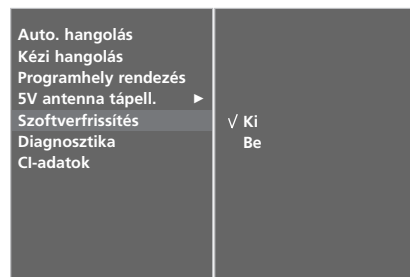 Auto. hangolás
Kézi hangolás
Programhely rendezés
5V antenna tápell. ►
Szoftverfrissítés
√ Ki
Diagnosztika
Be
CI-adatok